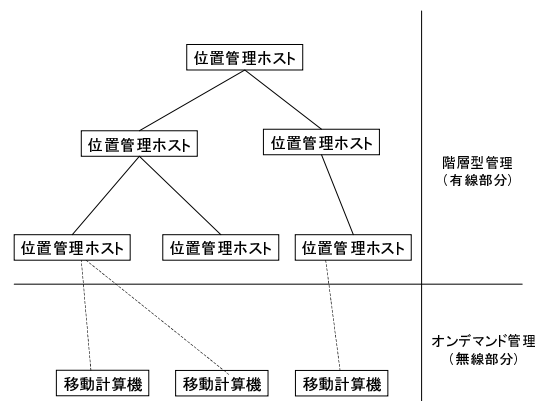 位置管理ホスト
位置管理ホスト
位置管理ホスト
階層型管理
(有線部分)
位置管理ホスト
位置管理ホスト
位置管理ホスト
オンデマンド管理
(無線部分)
移動計算機
移動計算機
移動計算機